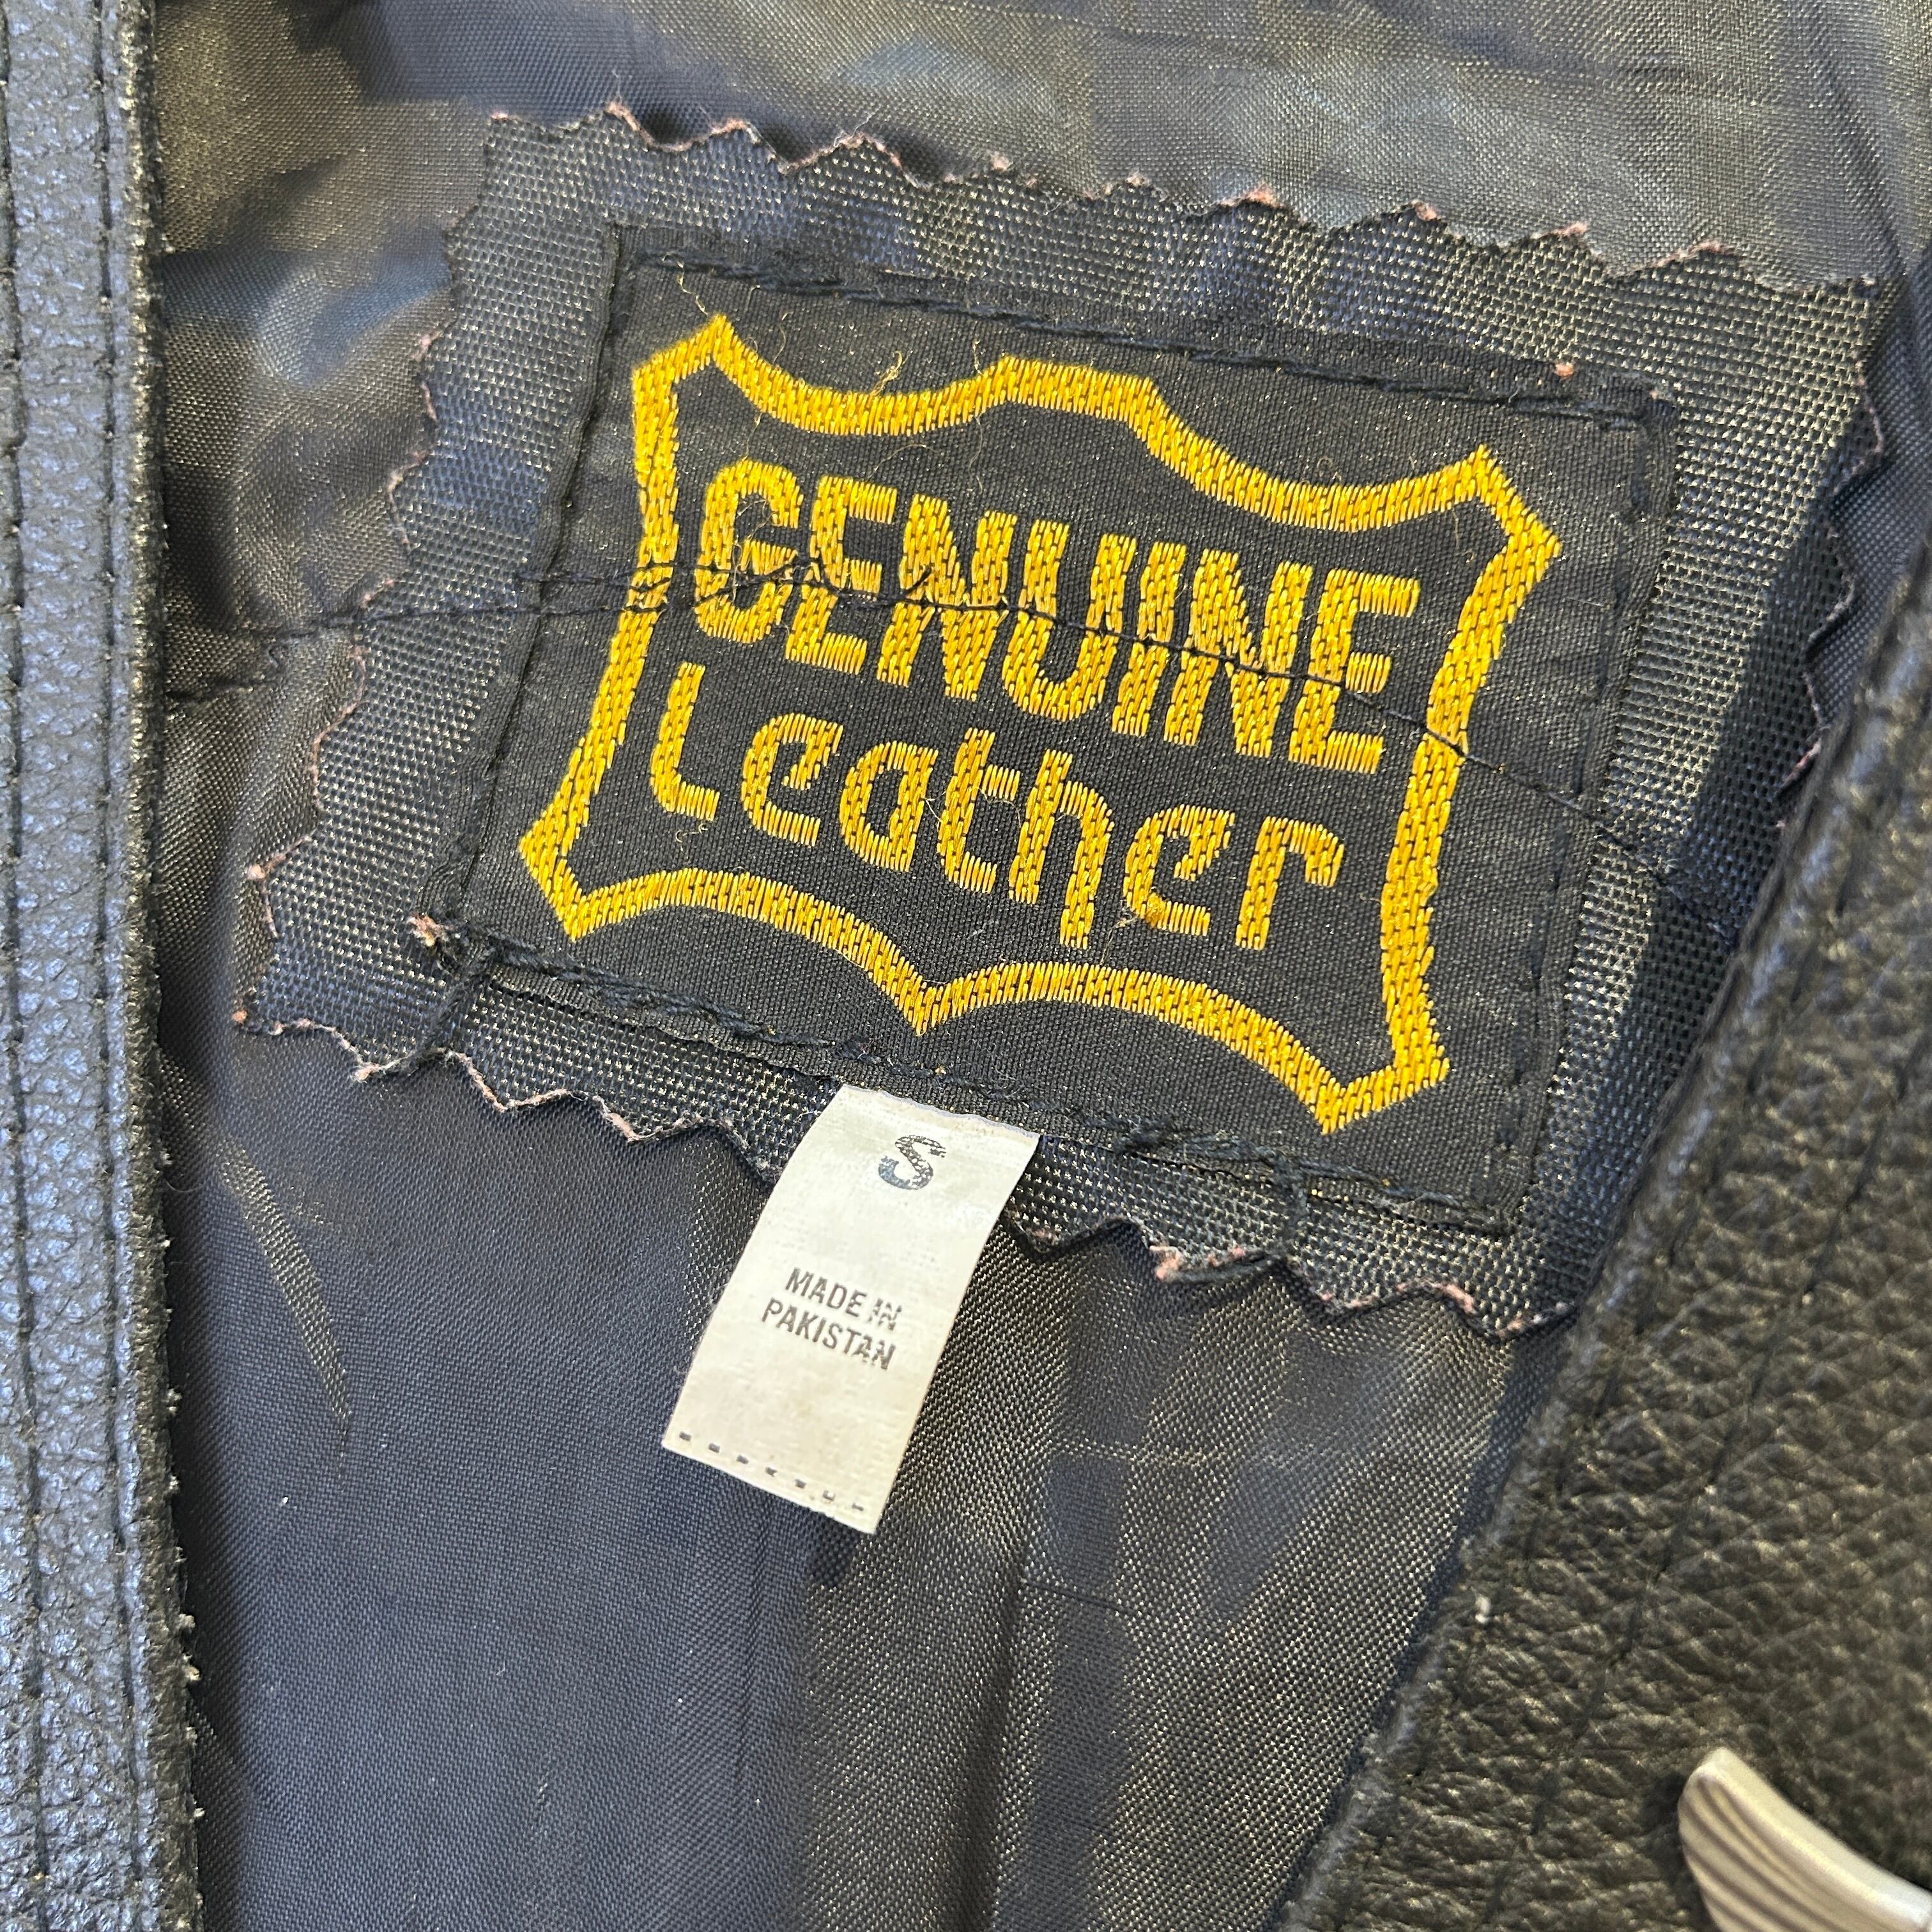 GENUINE
Leather
S
MADE IN
PAKISTAN